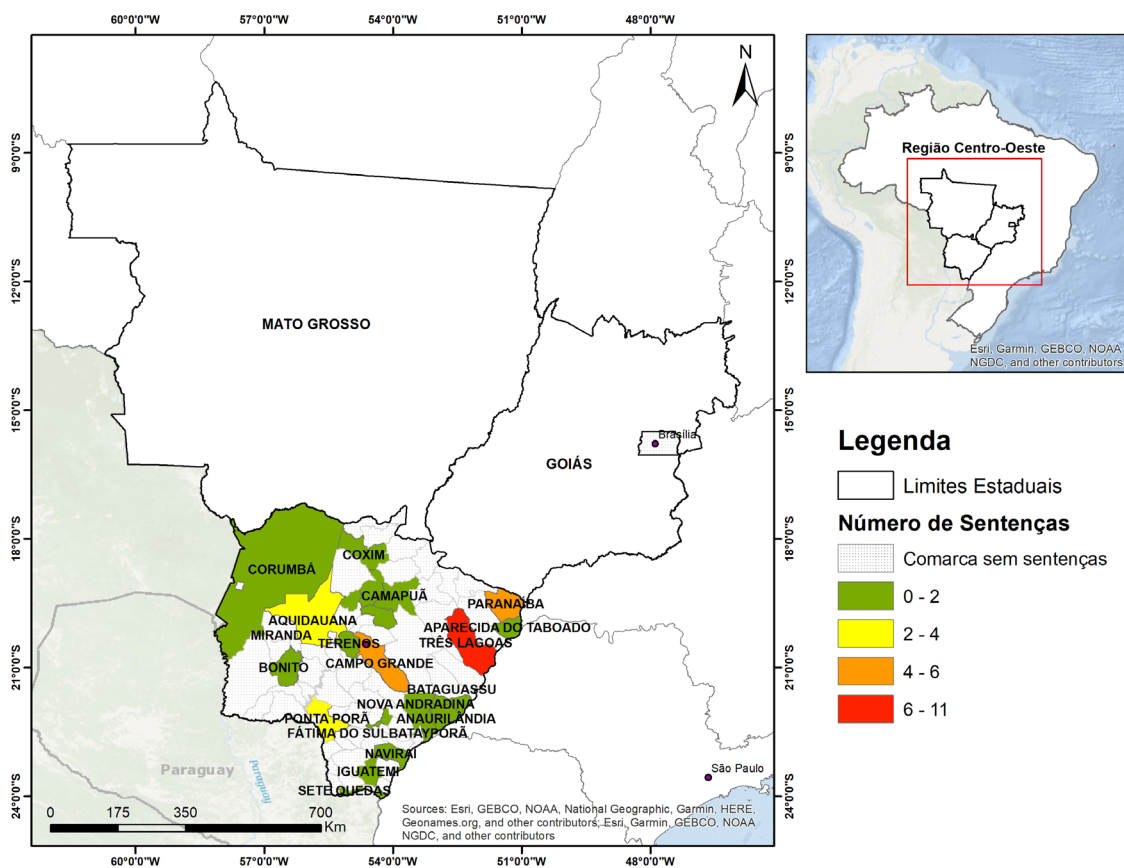 60°0'0"W
57°0'0"W
54°0'0"W
51°0'0"W
48°0'0"W
N
9°0'0"S
12°0'0"S
15°0'0"S
18°0'0"S
21°0'0"S
24°0'0"S
9°0'0"S
12°0'0"S
15°0'0"S
18°0'0"S
21°0'0"S
24°0'0"S
MATO GROSSO
GOIÁS
Brasília
CORUMBÁ
COXIM
CAMAPUÃ
PARANAÍBA
AQUIDAUANA
APARECIDA DO TABOADO
MIRANDA
TERENOS
TRÊS LAGOAS
BONITO
CAMPO GRANDE
BATAGUASSU
NOVA ANDRADINA
PONTA PORÃ
ANAURILÂNDIA
FÁTIMA DO SUL
BATAYPORÃ
NAVIRAÍ
IGUATEMI
SETE QUEDAS
São Paulo
Paraguay
Paraguay
0 175 350 700
Km
Sources: Esri, GEBCO, NOAA, National Geographic, Garmin, HERE,
Geonames.org, and other contributors; Esri, Garmin, GEBCO, NOAA
NGDC, and other contributors
60°0'0"W
57°0'0"W
54°0'0"W
51°0'0"W
48°0'0"W
Região Centro-Oeste
Esri, Garmin, GEBCO, NOAA
NGDC, and other contributors
Legenda
Limites Estaduais
Número de Sentenças
Comarca sem sentenças
0 - 2
2 - 4
4 - 6
6 - 11